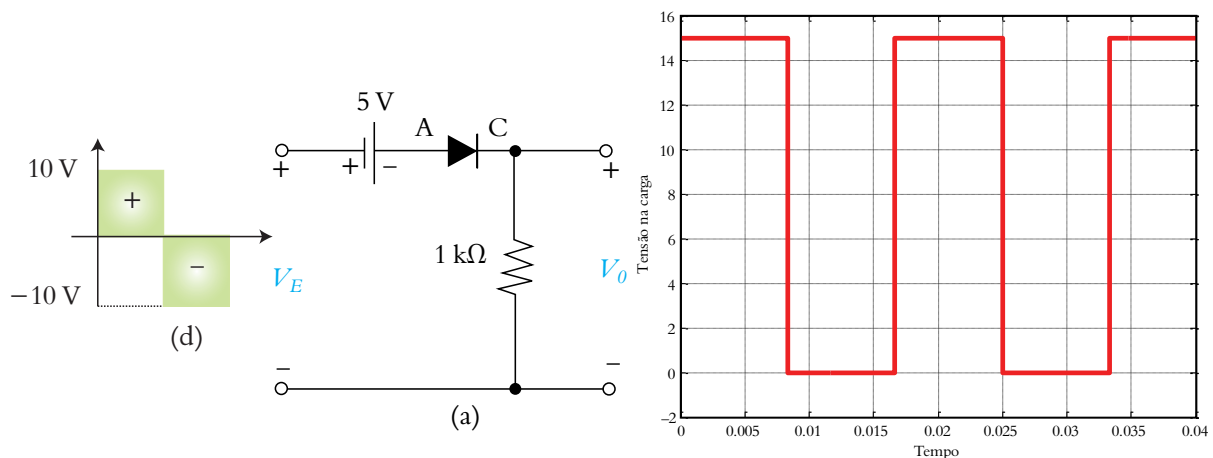 10 V
+
−
−10 V
(d)
5 V
+
−
A
C
+
+
1 kΩ
V_E
V_0
−
−
(a)
Tensão na carga
16
14
12
10
8
6
4
2
0
−2
0
0.005
0.01
0.015
0.02
0.025
0.03
0.035
0.04
Tempo